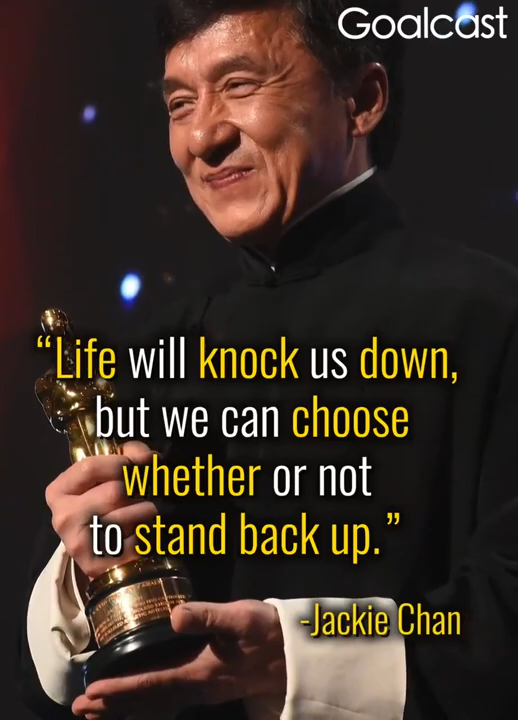 Goalcast
“Life will knock us down,
but we can choose
whether or not
to stand back up.”
-Jackie Chan